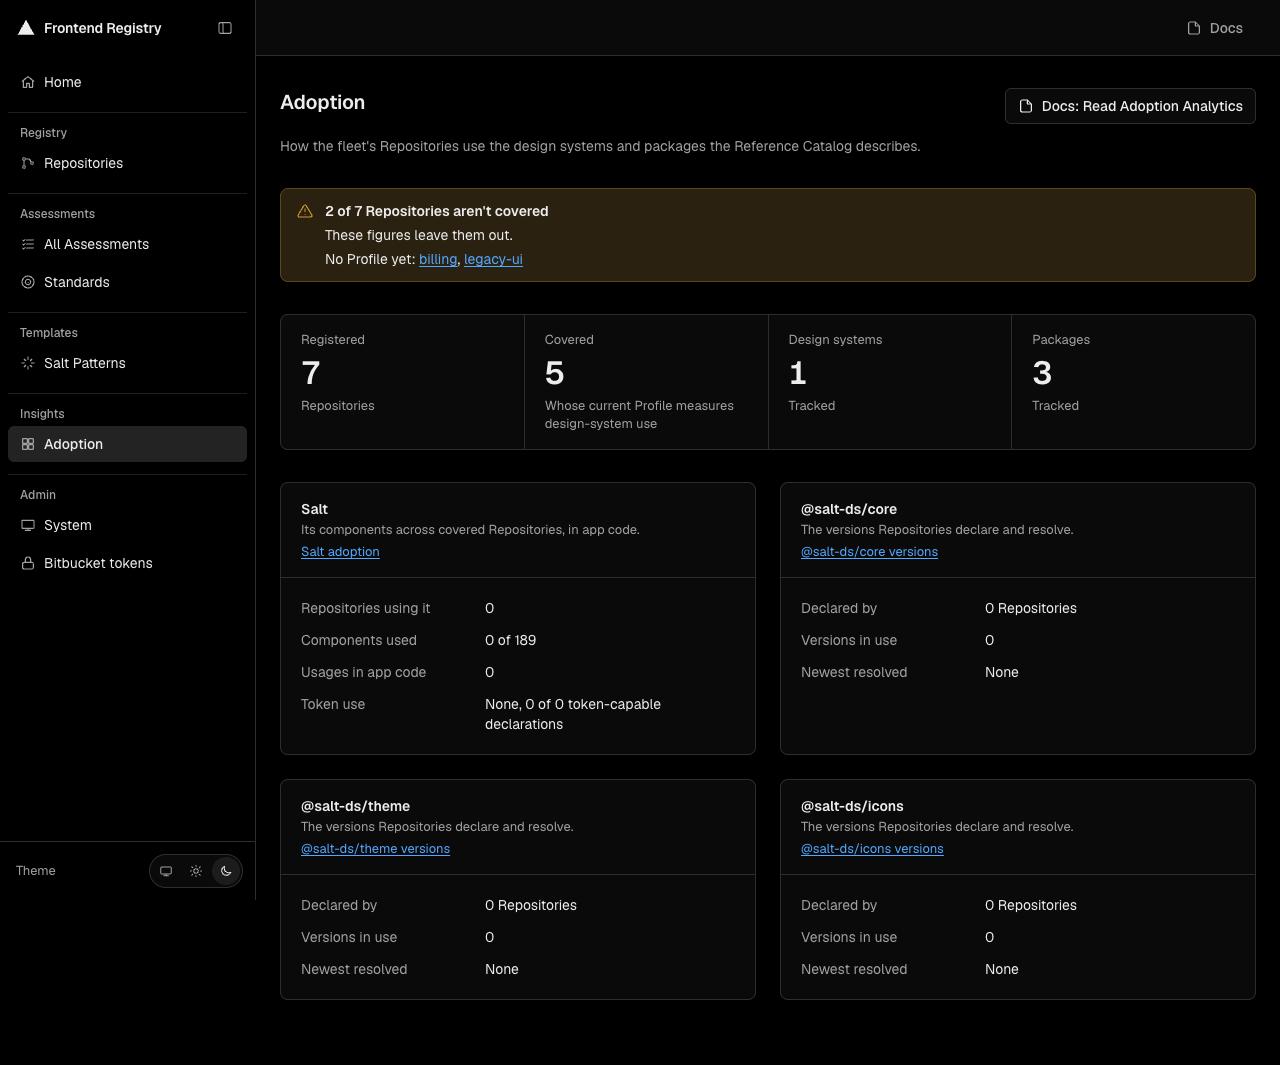 Frontend Registry
Docs
Home
Registry
Repositories
Assessments
All Assessments
Standards
Templates
Salt Patterns
Insights
Adoption
Admin
System
Bitbucket tokens
Theme
Adoption
Docs: Read Adoption Analytics
How the fleet's Repositories use the design systems and packages the Reference Catalog describes.
2 of 7 Repositories aren't covered
These figures leave them out.
No Profile yet: billing, legacy-ui
Registered
7
Repositories
Covered
5
Whose current Profile measures
design-system use
Design systems
1
Tracked
Packages
3
Tracked
Salt
Its components across covered Repositories, in app code.
Salt adoption
Repositories using it 0
Components used 0 of 189
Usages in app code 0
Token use None, 0 of 0 token-capable
declarations
@salt-ds/core
The versions Repositories declare and resolve.
@salt-ds/core versions
Declared by 0 Repositories
Versions in use 0
Newest resolved None
@salt-ds/theme
The versions Repositories declare and resolve.
@salt-ds/theme versions
Declared by 0 Repositories
Versions in use 0
Newest resolved None
@salt-ds/icons
The versions Repositories declare and resolve.
@salt-ds/icons versions
Declared by 0 Repositories
Versions in use 0
Newest resolved None